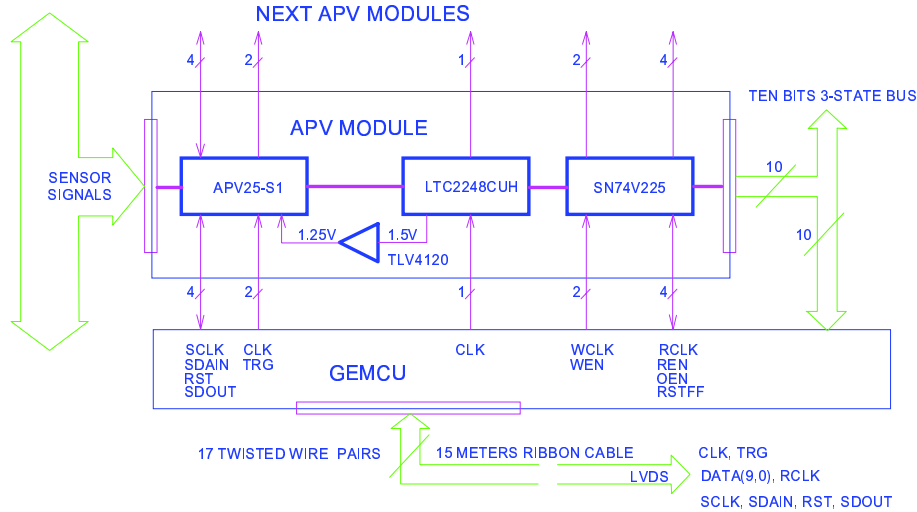 NEXT APV MODULES
4 2 1 2 4
TEN BITS 3-STATE BUS
APV MODULE
SENSOR
SIGNALS
APV25-S1
LTC2248CUH
SN74V225
10
1.25V
1.5V
TLV4120
10
4 2 1 2 4
SCLK
SDAIN
RST
SDOUT
CLK
TRG
CLK
WCLK
WEN
RCLK
REN
OEN
RSTFF
GEMCU
17 TWISTED WIRE PAIRS
15 METERS RIBBON CABLE
LVDS
CLK, TRG
DATA(9,0), RCLK
SCLK, SDAIN, RST, SDOUT